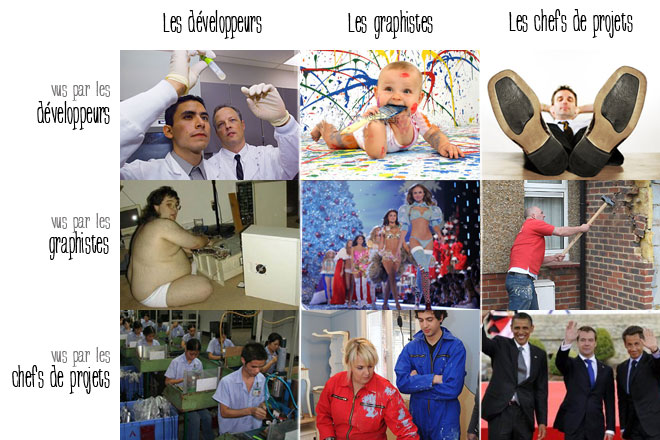 Les développeurs
Les graphistes
Les chefs de projets
vus par les
développeurs
vus par les
graphistes
vus par les
chefs de projets